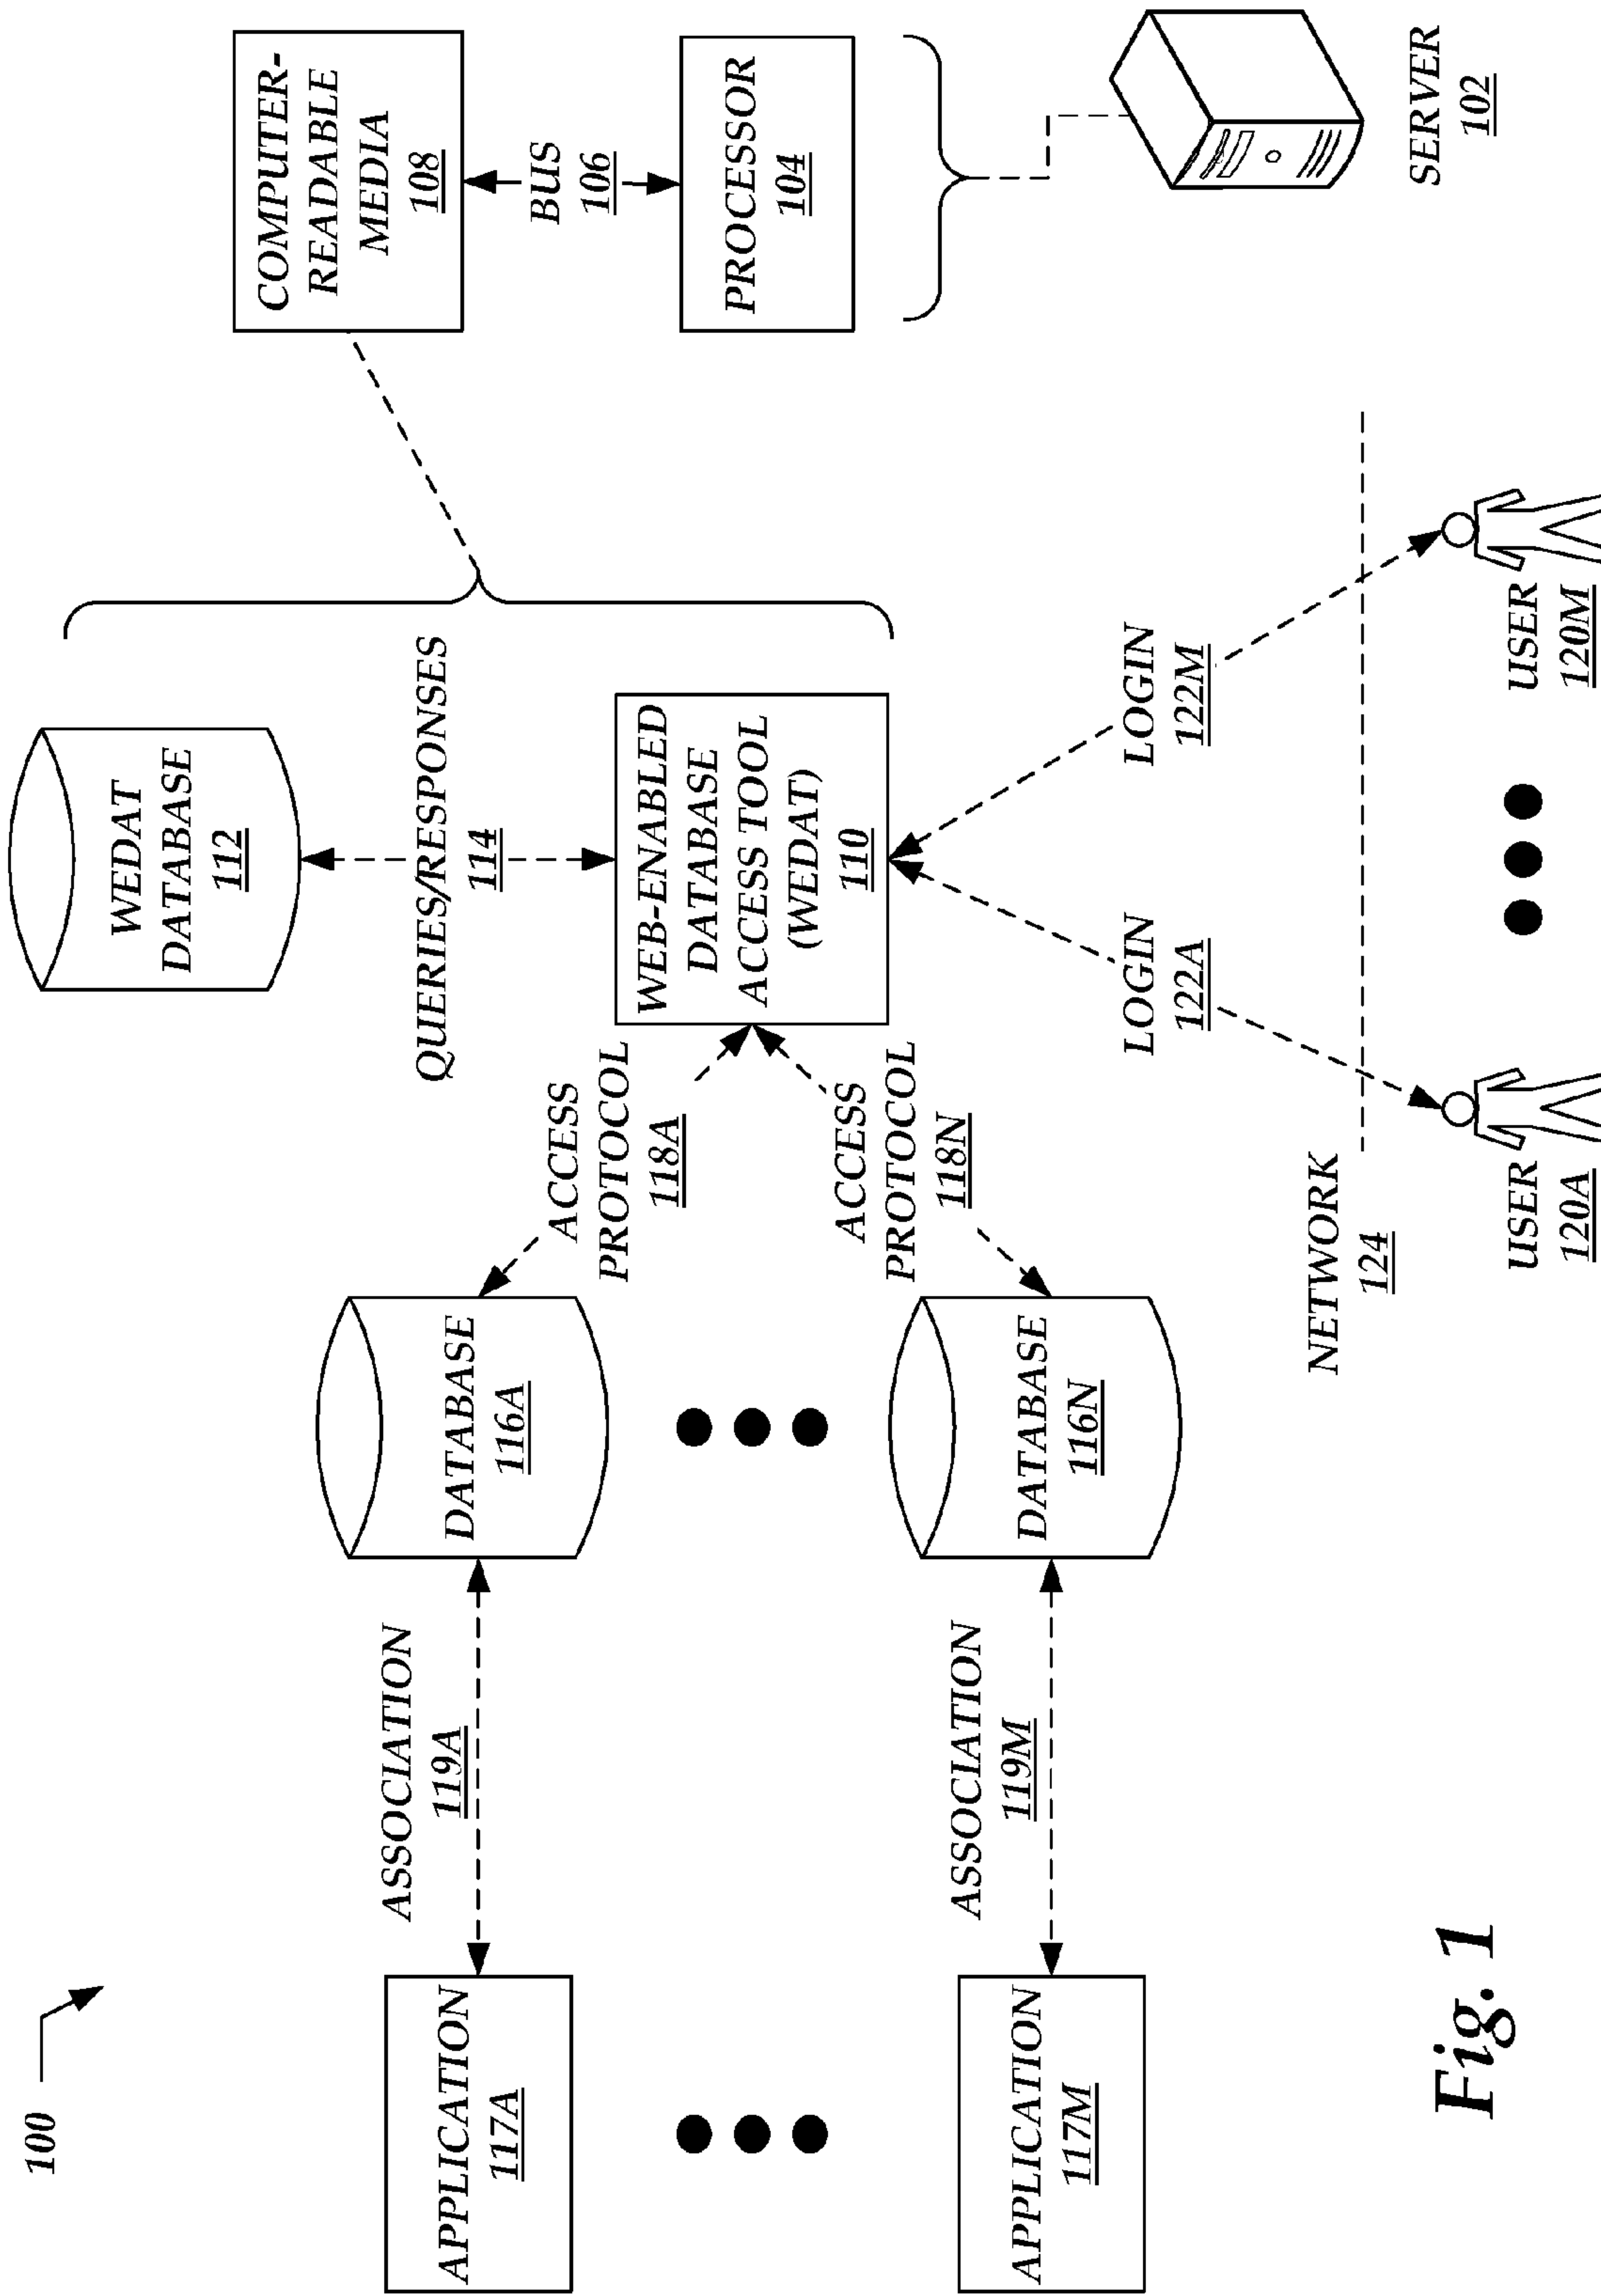 100
APPLICATION
117A
APPLICATION
117M
ASSOCIATION
119A
ASSOCIATION
119M
DATABASE
116A
DATABASE
116N
ACCESS
PROTOCOL
118A
ACCESS
PROTOCOL
118N
WEDAT
DATABASE
112
QUERIES/RESPONSES
114
WEB-ENABLED
DATABASE
ACCESS TOOL
(WEDAT)
110
LOGIN
122A
LOGIN
122M
NETWORK
124
USER
120A
USER
120M
COMPUTER-
READABLE
MEDIA
108
BUS
106
PROCESSOR
104
SERVER
102
Fig. 1